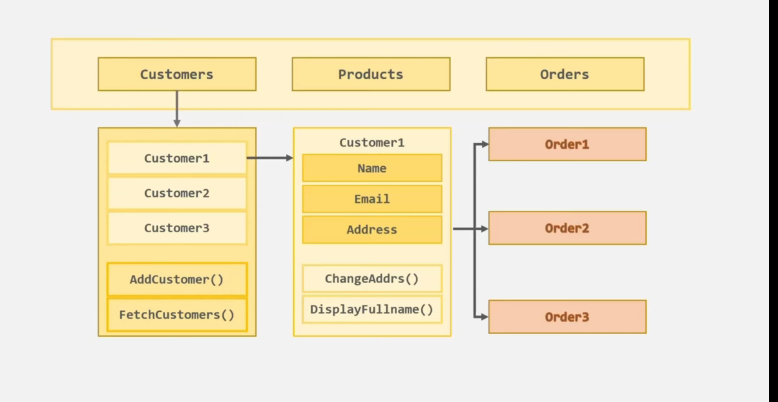 Customers
Products
Orders
Customer1
Customer2
Customer3
AddCustomer()
FetchCustomers()
Customer1
Name
Email
Address
ChangeAddrs()
DisplayFullname()
Order1
Order2
Order3